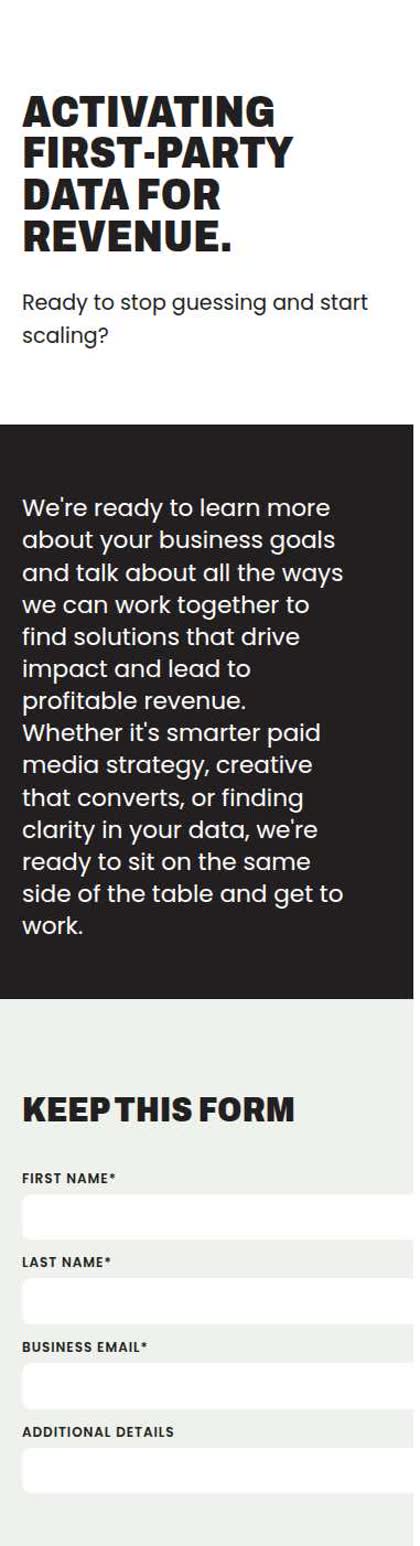 ACTIVATING
FIRST-PARTY
DATA FOR
REVENUE.
Ready to stop guessing and start
scaling?
We're ready to learn more
about your business goals
and talk about all the ways
we can work together to
find solutions that drive
impact and lead to
profitable revenue.
Whether it's smarter paid
media strategy, creative
that converts, or finding
clarity in your data, we're
ready to sit on the same
side of the table and get to
work.
KEEP THIS FORM
FIRST NAME*
LAST NAME*
BUSINESS EMAIL*
ADDITIONAL DETAILS